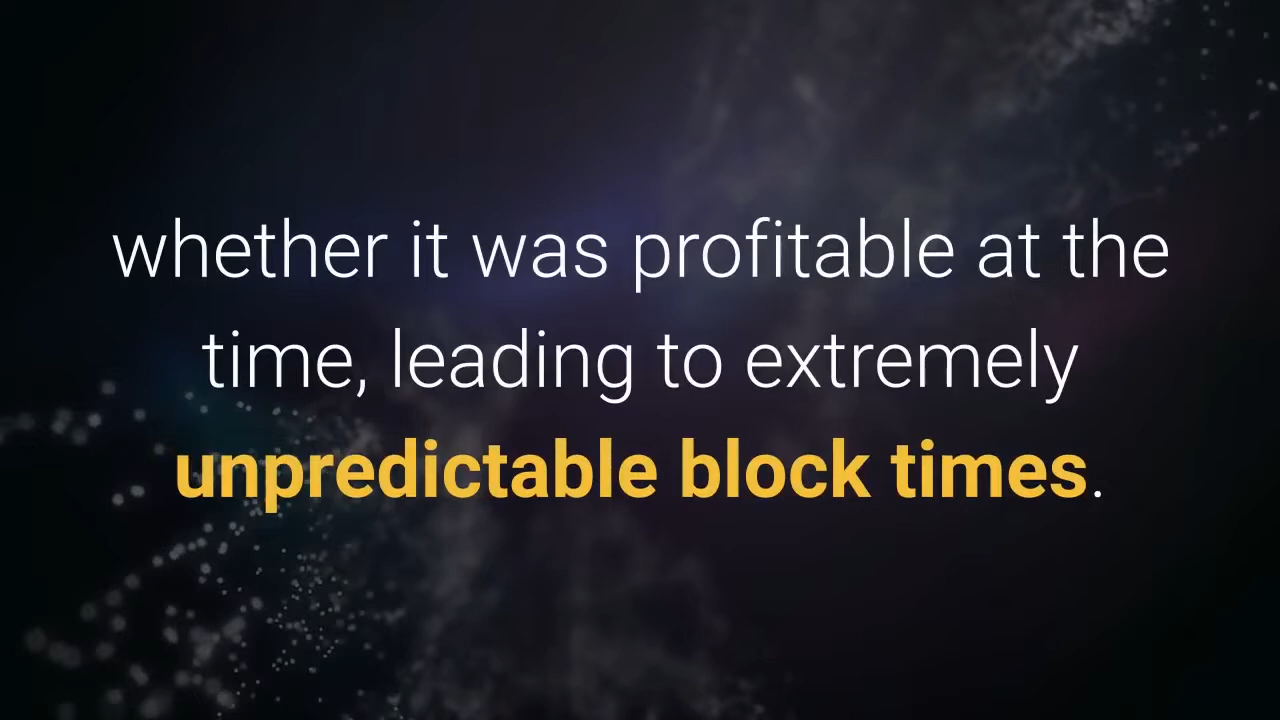 whether it was profitable at the
time, leading to extremely
unpredictable block times.